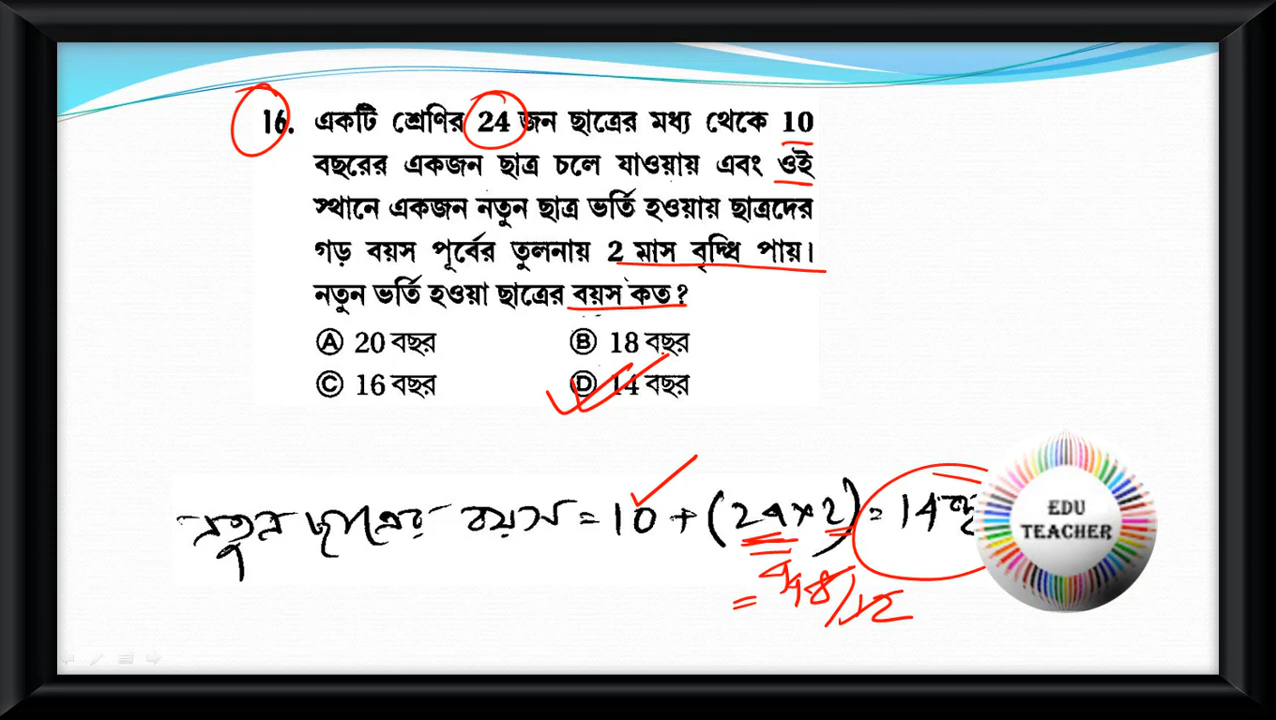 16. একটি শ্রেণির 24 জন ছাত্রের মধ্য থেকে 10
বছরের একজন ছাত্র চলে যাওয়ায় এবং ওই
স্থানে একজন নতুন ছাত্র ভর্তি হওয়ায় ছাত্রদের
গড় বয়স পূর্বের তুলনায় 2 মাস বৃদ্ধি পায়।
নতুন ভর্তি হওয়া ছাত্রের বয়স কত?
Ⓐ 20 বছর Ⓑ 18 বছর
Ⓒ 16 বছর Ⓓ 14 বছর
নতুন ছাত্রের বয়স = 10 + (24 × 2) = 14
= 48/12
EDU
TEACHER